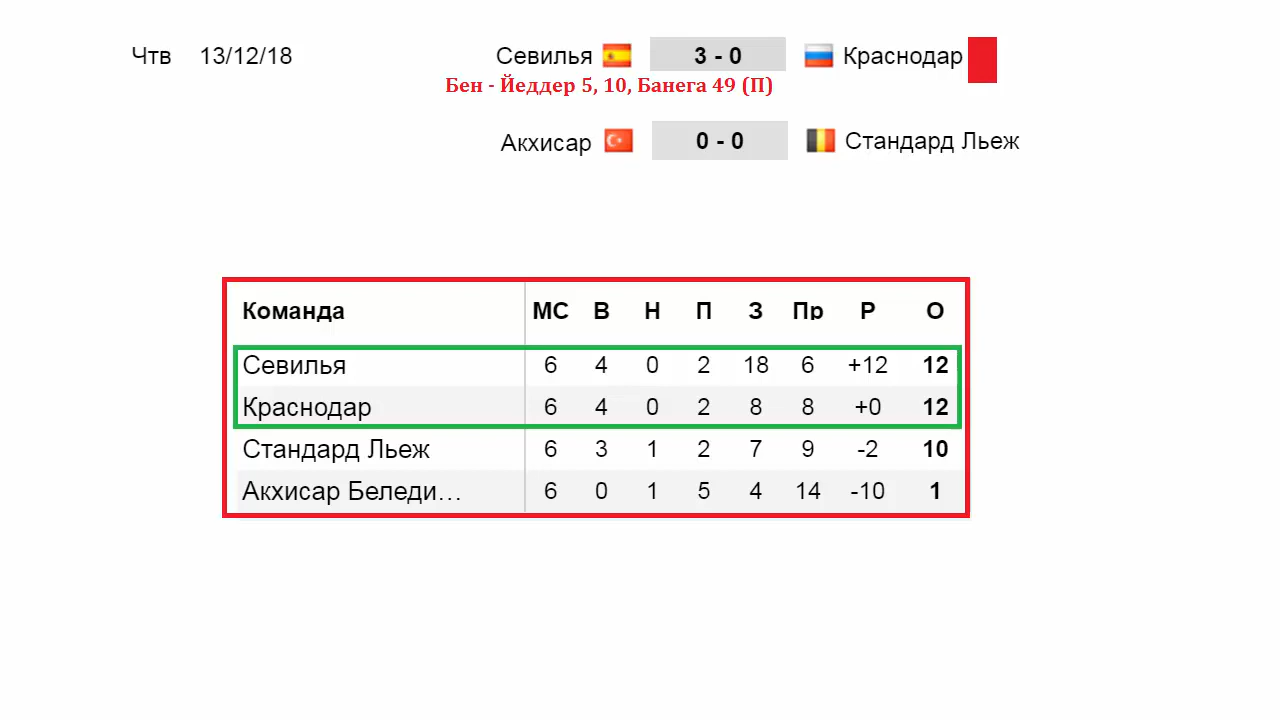 Чтв 13/12/18 Севилья 3 - 0 Краснодар
Бен - Йеддер 5, 10, Банега 49 (П)
Акхисар 0 - 0 Стандард Льеж
Команда МС В Н П З Пр Р О
Севилья 6 4 0 2 18 6 +12 12
Краснодар 6 4 0 2 8 8 +0 12
Стандард Льеж 6 3 1 2 7 9 -2 10
Акхисар Беледи... 6 0 1 5 4 14 -10 1